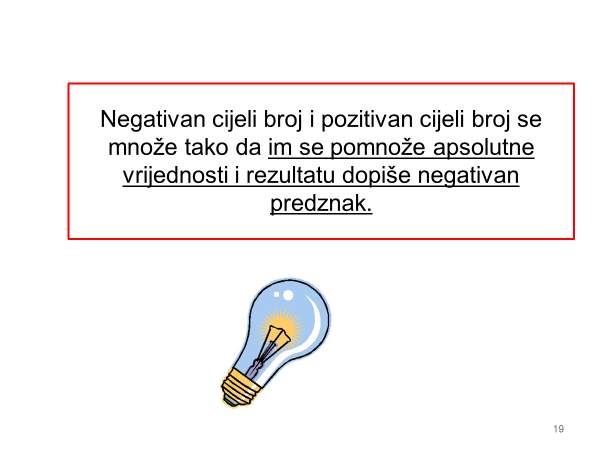 Negativan cijeli broj i pozitivan cijeli broj se
množe tako da im se pomnože apsolutne
vrijednosti i rezultatu dopiše negativan
predznak.
19